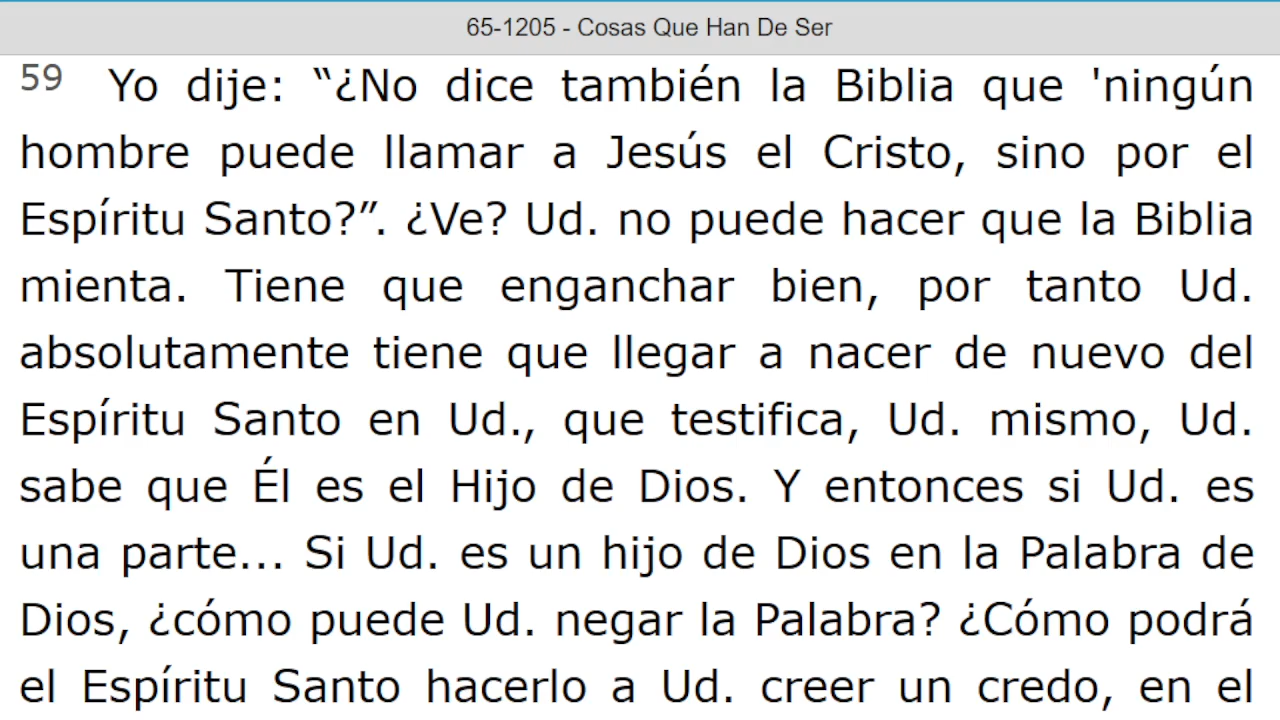 65-1205 - Cosas Que Han De Ser
59 Yo dije: “¿No dice también la Biblia que 'ningún
hombre puede llamar a Jesús el Cristo, sino por el
Espíritu Santo?”. ¿Ve? Ud. no puede hacer que la Biblia
mienta. Tiene que enganchar bien, por tanto Ud.
absolutamente tiene que llegar a nacer de nuevo del
Espíritu Santo en Ud., que testifica, Ud. mismo, Ud.
sabe que Él es el Hijo de Dios. Y entonces si Ud. es
una parte... Si Ud. es un hijo de Dios en la Palabra de
Dios, ¿cómo puede Ud. negar la Palabra? ¿Cómo podrá
el Espíritu Santo hacerlo a Ud. creer un credo, en el